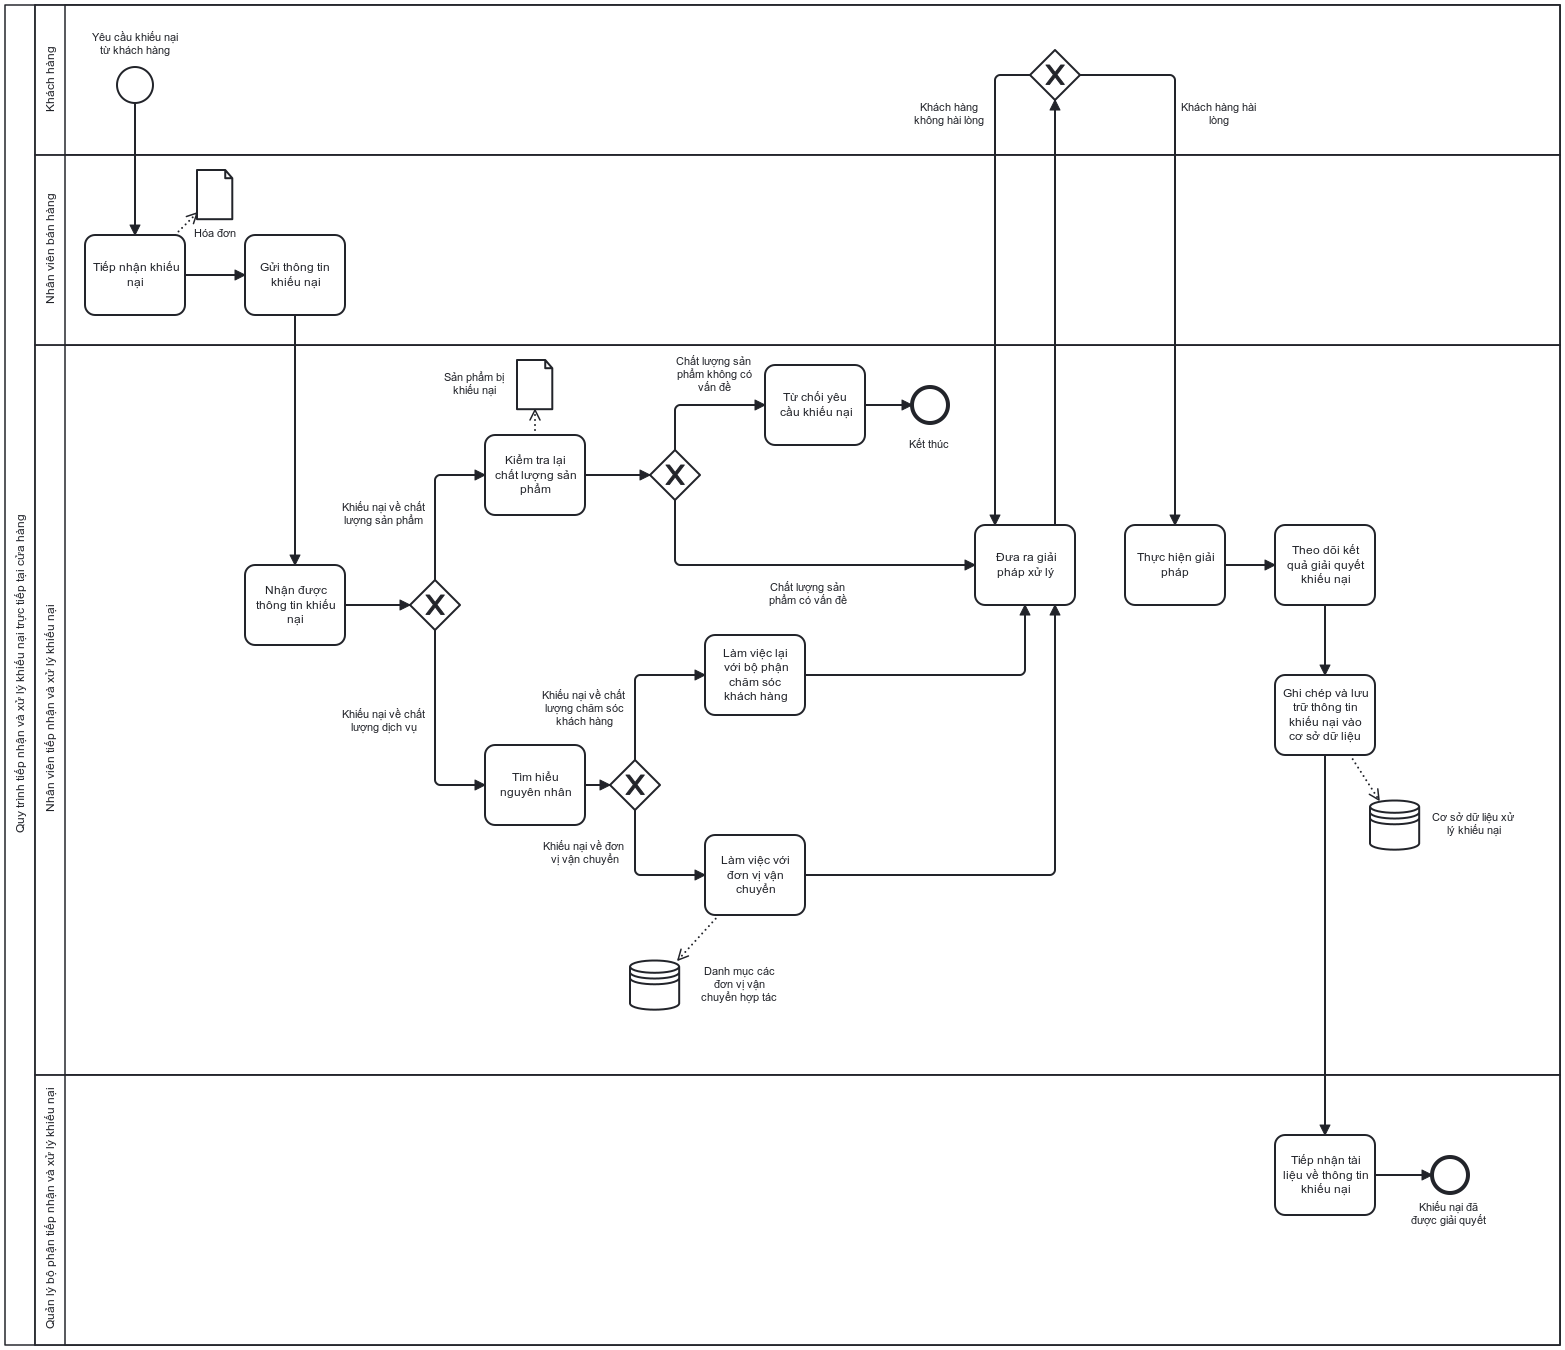 Quy trình tiếp nhận và xử lý khiếu nại trực tiếp tại cửa hàng
Khách hàng
Yêu cầu khiếu nại
từ khách hàng
Khách hàng
không hài lòng
Khách hàng hài
lòng
Nhân viên bán hàng
Hóa đơn
Tiếp nhận khiếu
nại
Gửi thông tin
khiếu nại
Nhân viên tiếp nhận và xử lý khiếu nại
Sản phẩm bị
khiếu nại
Chất lượng sản
phẩm không có
vấn đề
Từ chối yêu
cầu khiếu nại
Kết thúc
Kiểm tra lại
chất lượng sản
phẩm
Khiếu nại về chất
lượng sản phẩm
Nhận được
thông tin khiếu
nại
Chất lượng sản
phẩm có vấn đề
Đưa ra giải
pháp xử lý
Thực hiện giải
pháp
Theo dõi kết
quả giải quyết
khiếu nại
Khiếu nại về chất
lượng dịch vụ
Khiếu nại về chất
lượng chăm sóc
khách hàng
Làm việc lại
với bộ phận
chăm sóc
khách hàng
Ghi chép và lưu
trữ thông tin
khiếu nại vào
cơ sở dữ liệu
Tìm hiểu
nguyên nhân
Cơ sở dữ liệu xử
lý khiếu nại
Khiếu nại về đơn
vị vận chuyển
Làm việc với
đơn vị vận
chuyển
Danh mục các
đơn vị vận
chuyển hợp tác
Quản lý bộ phận tiếp nhận và xử lý khiếu nại
Tiếp nhận tài
liệu về thông tin
khiếu nại
Khiếu nại đã
được giải quyết